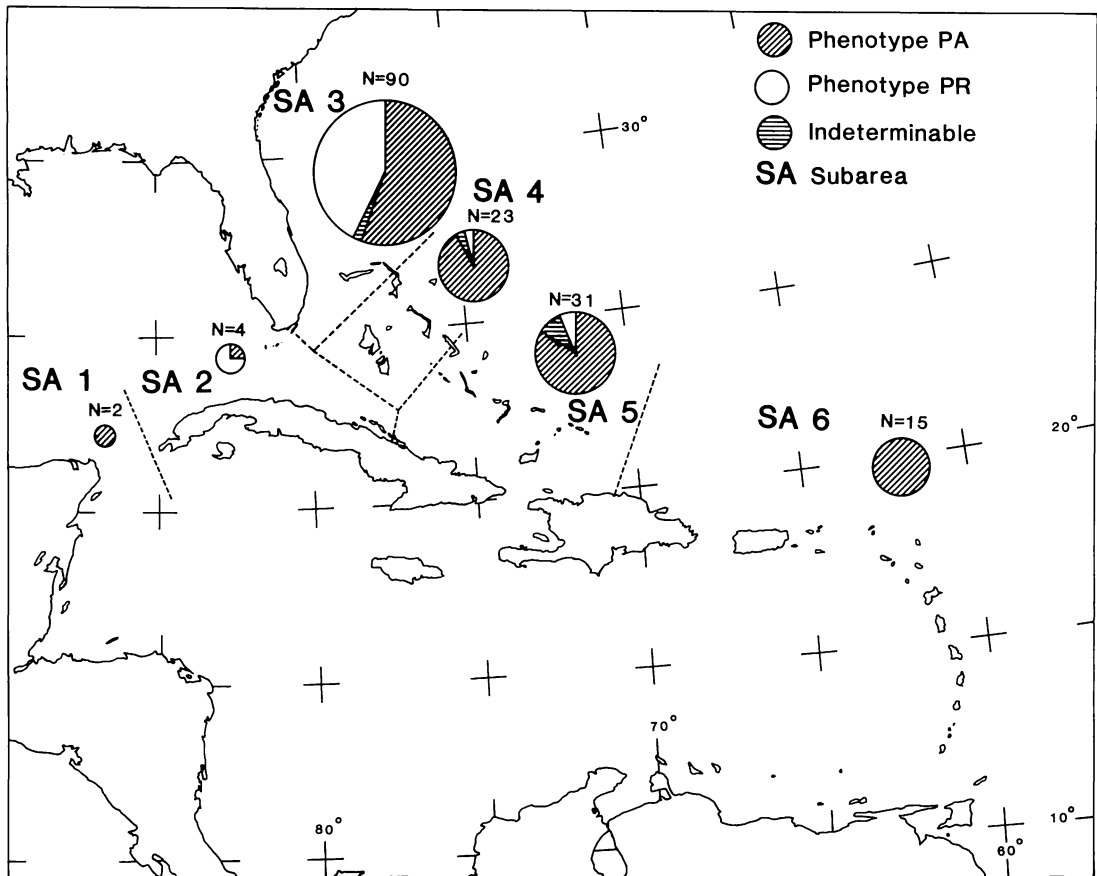 Phenotype PA
Phenotype PR
Indeterminable
SA Subarea
N=90
SA 3
30°
SA 4
N=23
N=31
SA 5
N=4
SA 2
SA 1
N=2
SA 6
N=15
20°
70°
80°
10°
60°